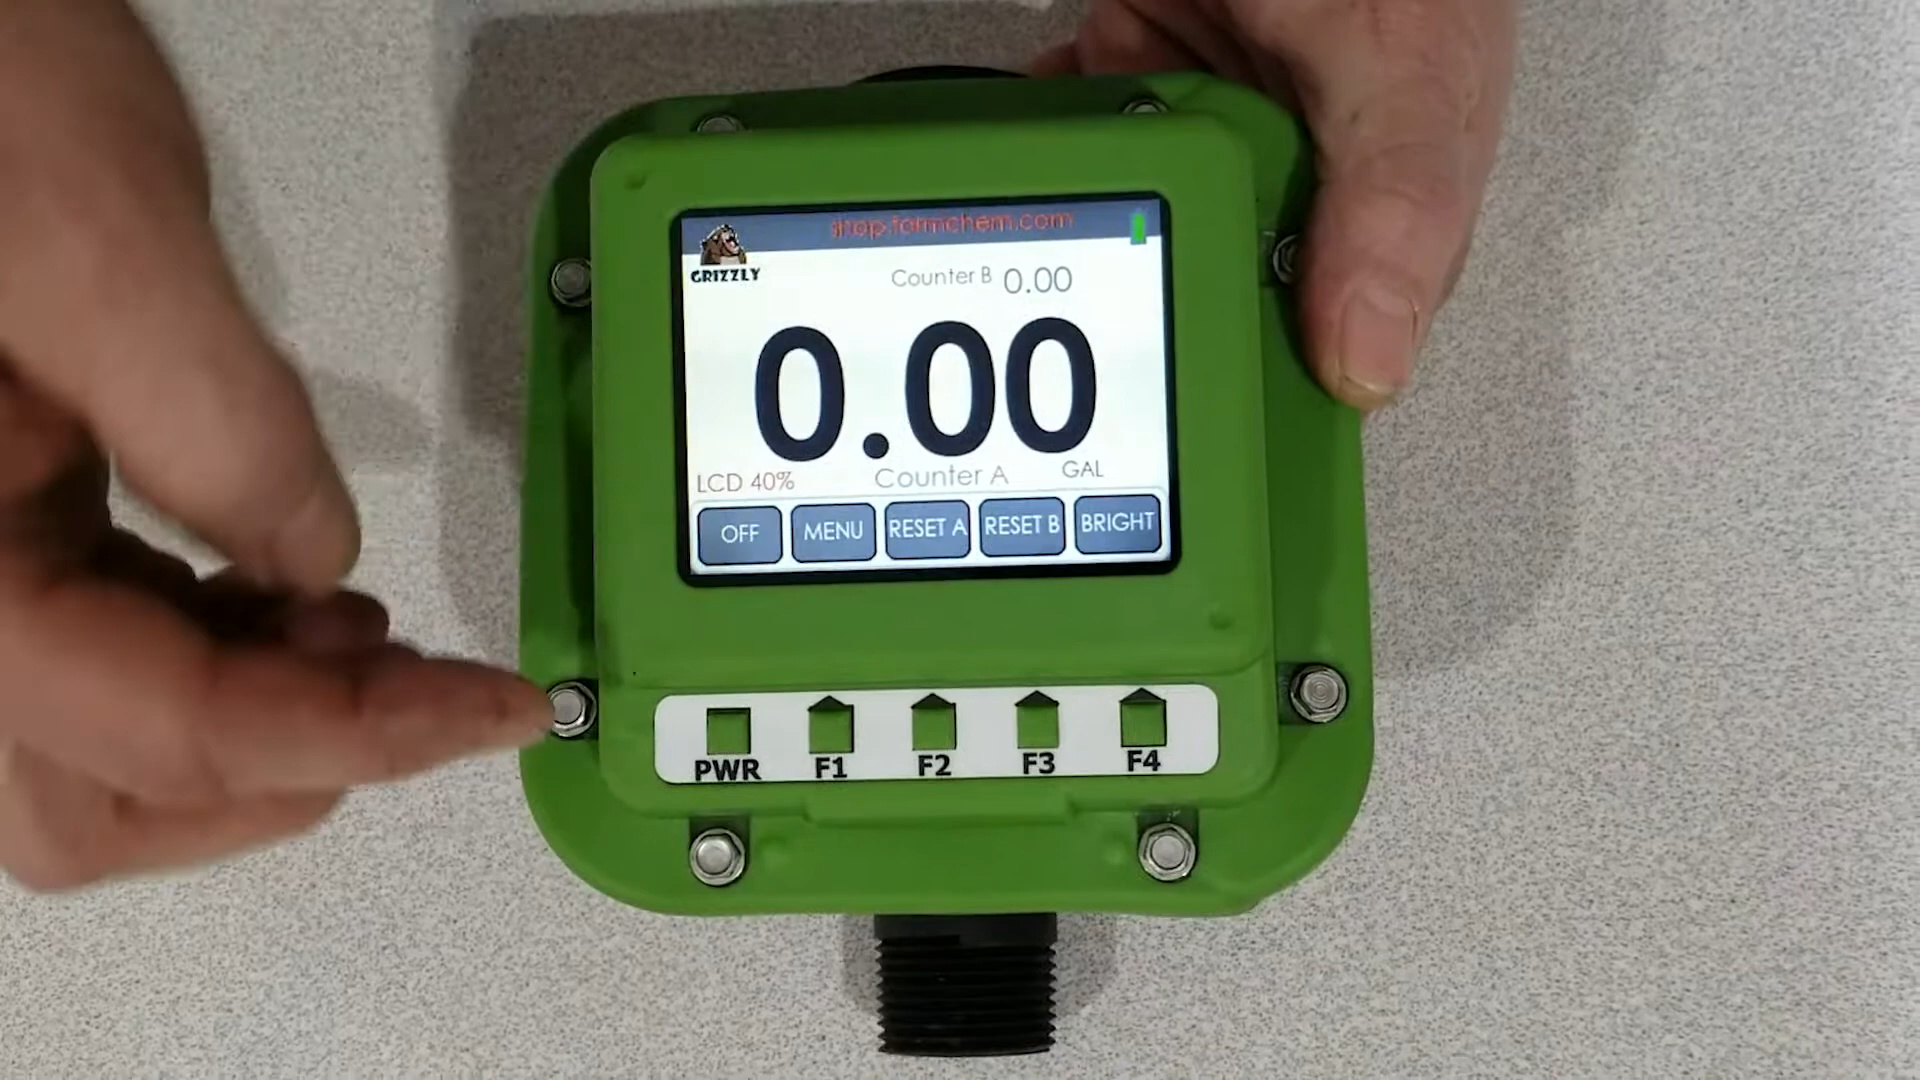 shop.farmchem.com
GRIZZLY
Counter B 0.00
0.00
LCD 40% Counter A GAL
OFF MENU RESET A RESET B BRIGHT
PWR F1 F2 F3 F4